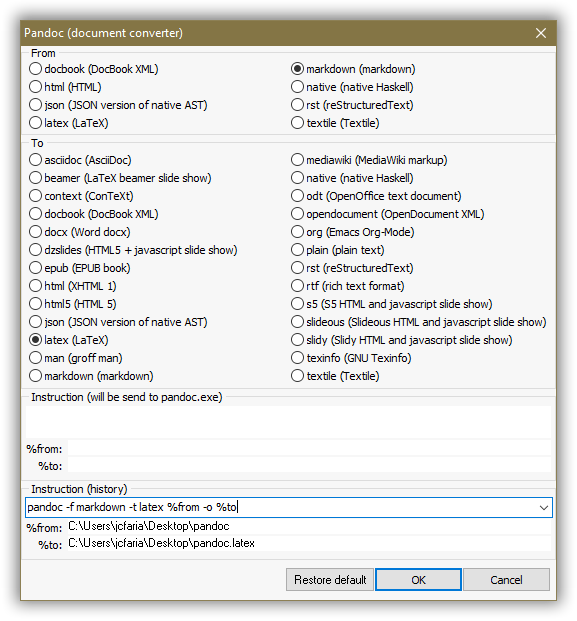 Pandoc (document converter)
From
docbook (DocBook XML)
html (HTML)
json (JSON version of native AST)
latex (LaTeX)
markdown (markdown)
native (native Haskell)
rst (reStructuredText)
textile (Textile)
To
asciidoc (AsciiDoc)
beamer (LaTeX beamer slide show)
context (ConTeXt)
docbook (DocBook XML)
docx (Word docx)
dzslides (HTML5 + javascript slide show)
epub (EPUB book)
html (XHTML 1)
html5 (HTML 5)
json (JSON version of native AST)
latex (LaTeX)
man (groff man)
markdown (markdown)
mediawiki (MediaWiki markup)
native (native Haskell)
odt (OpenOffice text document)
opendocument (OpenDocument XML)
org (Emacs Org-Mode)
plain (plain text)
rst (reStructuredText)
rtf (rich text format)
s5 (S5 HTML and javascript slide show)
slideous (Slideous HTML and javascript slide show)
slidy (Slidy HTML and javascript slide show)
texinfo (GNU Texinfo)
textile (Textile)
Instruction (will be send to pandoc.exe)
%from:
%to:
Instruction (history)
pandoc -f markdown -t latex %from -o %to
%from: C:\Users\jcfaria\Desktop\pandoc
%to: C:\Users\jcfaria\Desktop\pandoc.latex
Restore default OK Cancel